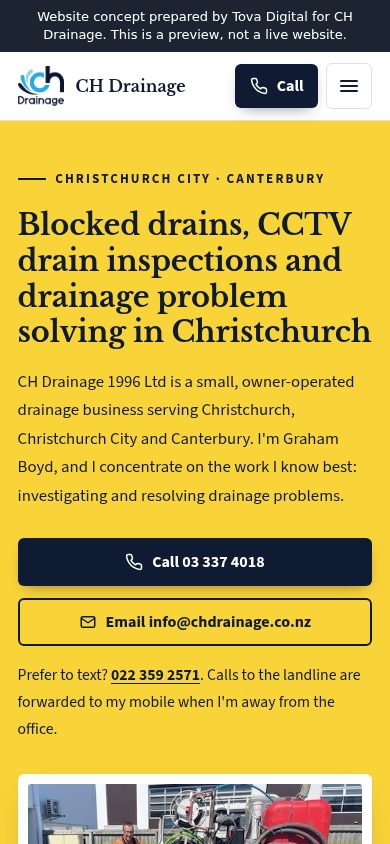 Website concept prepared by Tova Digital for CH
Drainage. This is a preview, not a live website.
ch
Drainage
CH Drainage
Call
CHRISTCHURCH CITY · CANTERBURY
Blocked drains, CCTV
drain inspections and
drainage problem
solving in Christchurch
CH Drainage 1996 Ltd is a small, owner-operated
drainage business serving Christchurch,
Christchurch City and Canterbury. I'm Graham
Boyd, and I concentrate on the work I know best:
investigating and resolving drainage problems.
Call 03 337 4018
Email info@chdrainage.co.nz
Prefer to text? 022 359 2571. Calls to the landline are
forwarded to my mobile when I'm away from the
office.